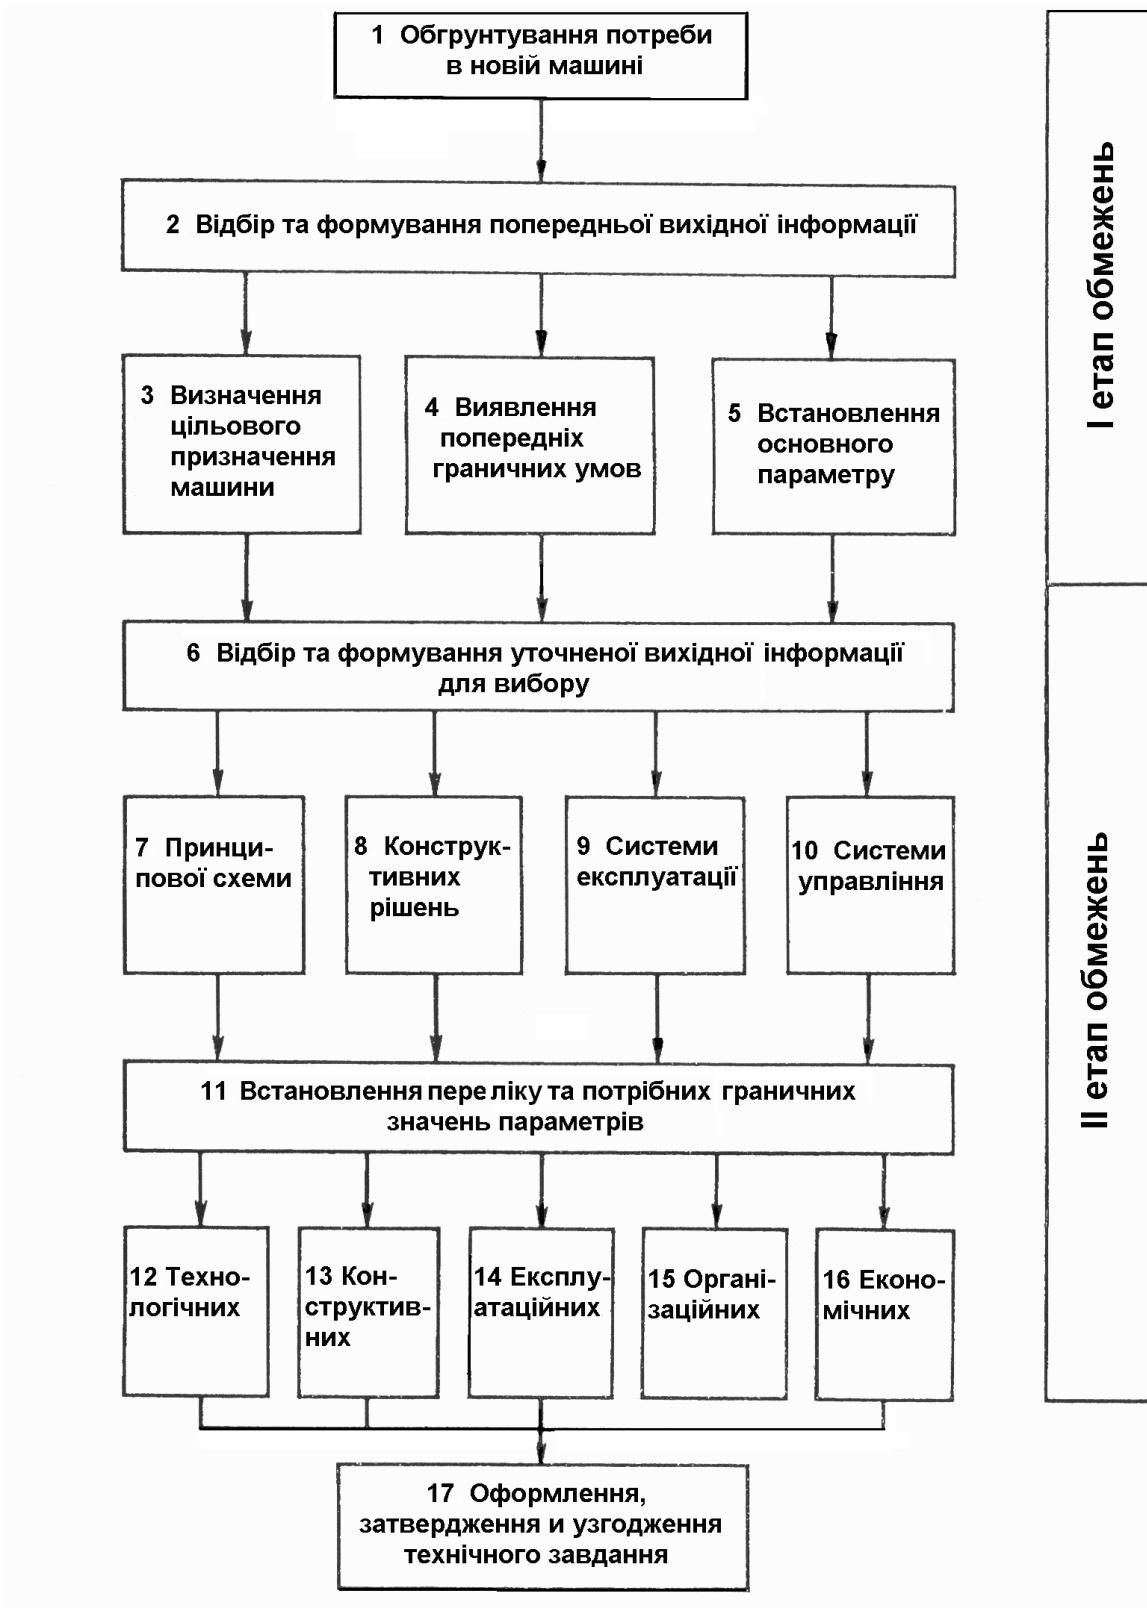 1 Обгрунтування потреби
в новій машині
2 Відбір та формування попередньої вихідної інформації
3 Визначення
цільового
призначення
машини
4 Виявлення
попередніх
граничних умов
5 Встановлення
основного
параметру
6 Відбір та формування уточненої вихідної інформації
для вибору
7 Принци-
пової схеми
8 Конструк-
тивних
рішень
9 Системи
експлуатації
10 Системи
управління
11 Встановлення переліку та потрібних граничних
значень параметрів
12 Техно-
логічних
13 Кон-
структив-
них
14 Експлу-
атаційних
15 Органі-
заційних
16 Еконо-
мічних
17 Оформлення,
затвердження и узгодження
технічного завдання
І етап обмежень
ІІ етап обмежень